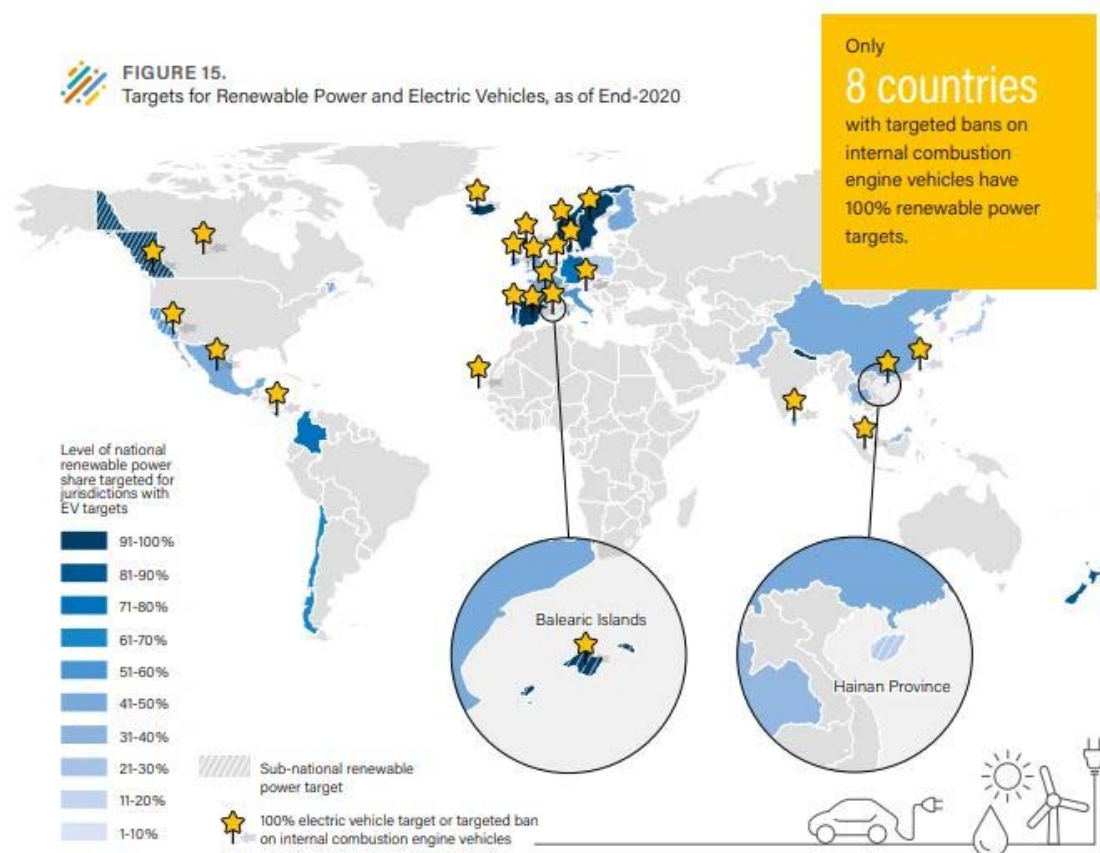 FIGURE 15.
Targets for Renewable Power and Electric Vehicles, as of End-2020
Only
8 countries
with targeted bans on
internal combustion
engine vehicles have
100% renewable power
targets.
Level of national
renewable power
share targeted for
jurisdictions with
EV targets
91-100%
81-90%
71-80%
61-70%
51-60%
41-50%
31-40%
21-30%
11-20%
1-10%
Sub-national renewable
power target
100% electric vehicle target or targeted ban
on internal combustion engine vehicles
Balearic Islands
Hainan Province